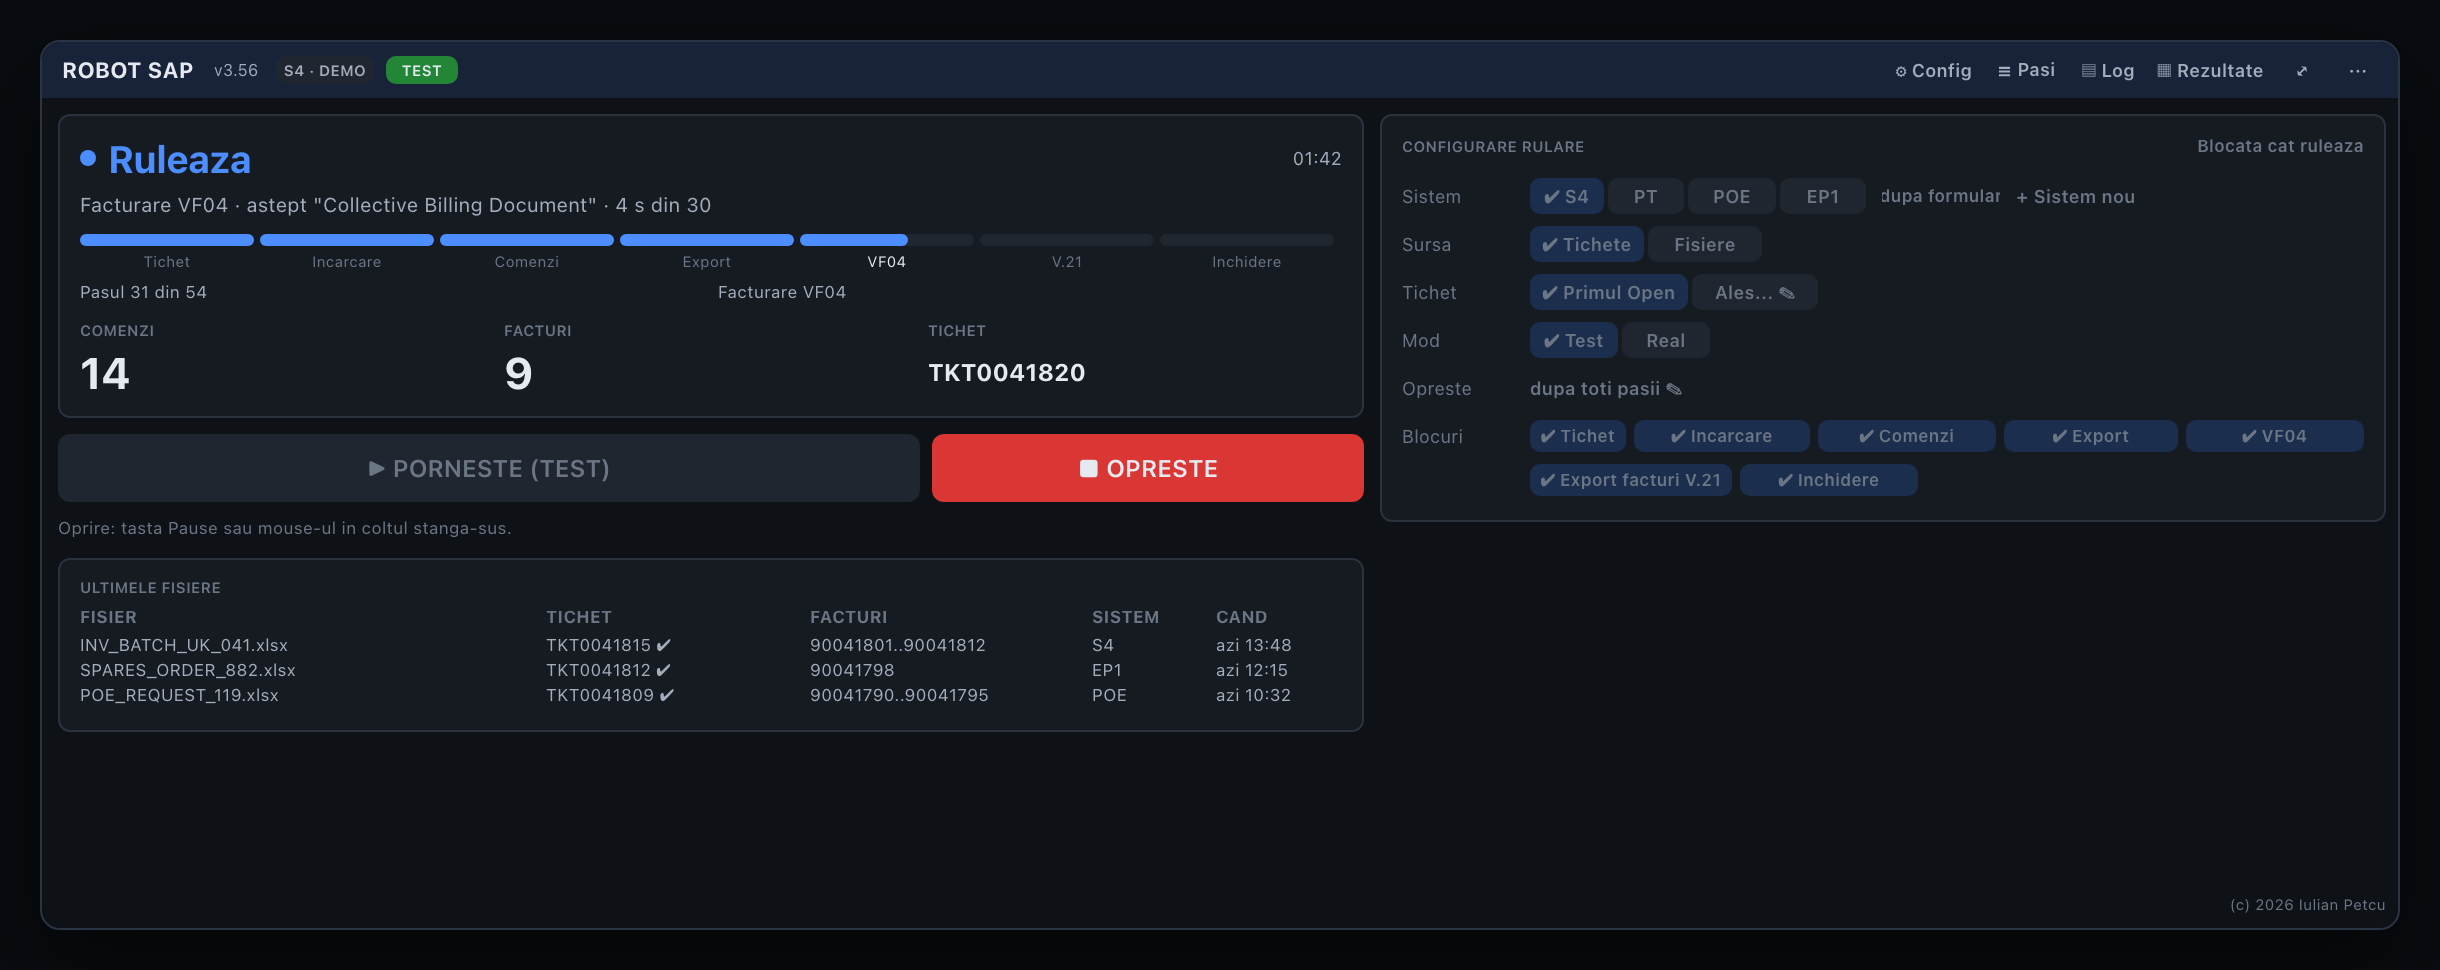 ROBOT SAP v3.56 S4 · DEMO TEST
⚙ Config ≡ Pasi ▤ Log ▦ Rezultate ⤢ ⋯
● Ruleaza
01:42
Facturare VF04 · astept "Collective Billing Document" · 4 s din 30
Tichet Incarcare Comenzi Export VF04 V.21 Inchidere
Pasul 31 din 54 Facturare VF04
COMENZI FACTURI TICHET
14 9 TKT0041820
▶ PORNESTE (TEST) ■ OPRESTE
Oprire: tasta Pause sau mouse-ul in coltul stanga-sus.
ULTIMELE FISIERE
FISIER TICHET FACTURI SISTEM CAND
INV_BATCH_UK_041.xlsx TKT0041815 ✔ 90041801..90041812 S4 azi 13:48
SPARES_ORDER_882.xlsx TKT0041812 ✔ 90041798 EP1 azi 12:15
POE_REQUEST_119.xlsx TKT0041809 ✔ 90041790..90041795 POE azi 10:32
CONFIGURARE RULARE Blocata cat ruleaza
Sistem ✔ S4 PT POE EP1 dupa formular + Sistem nou
Sursa ✔ Tichete Fisiere
Tichet ✔ Primul Open Ales... ✎
Mod ✔ Test Real
Opreste dupa toti pasii ✎
Blocuri ✔ Tichet ✔ Incarcare ✔ Comenzi ✔ Export ✔ VF04
✔ Export facturi V.21 ✔ Inchidere
(c) 2026 Iulian Petcu